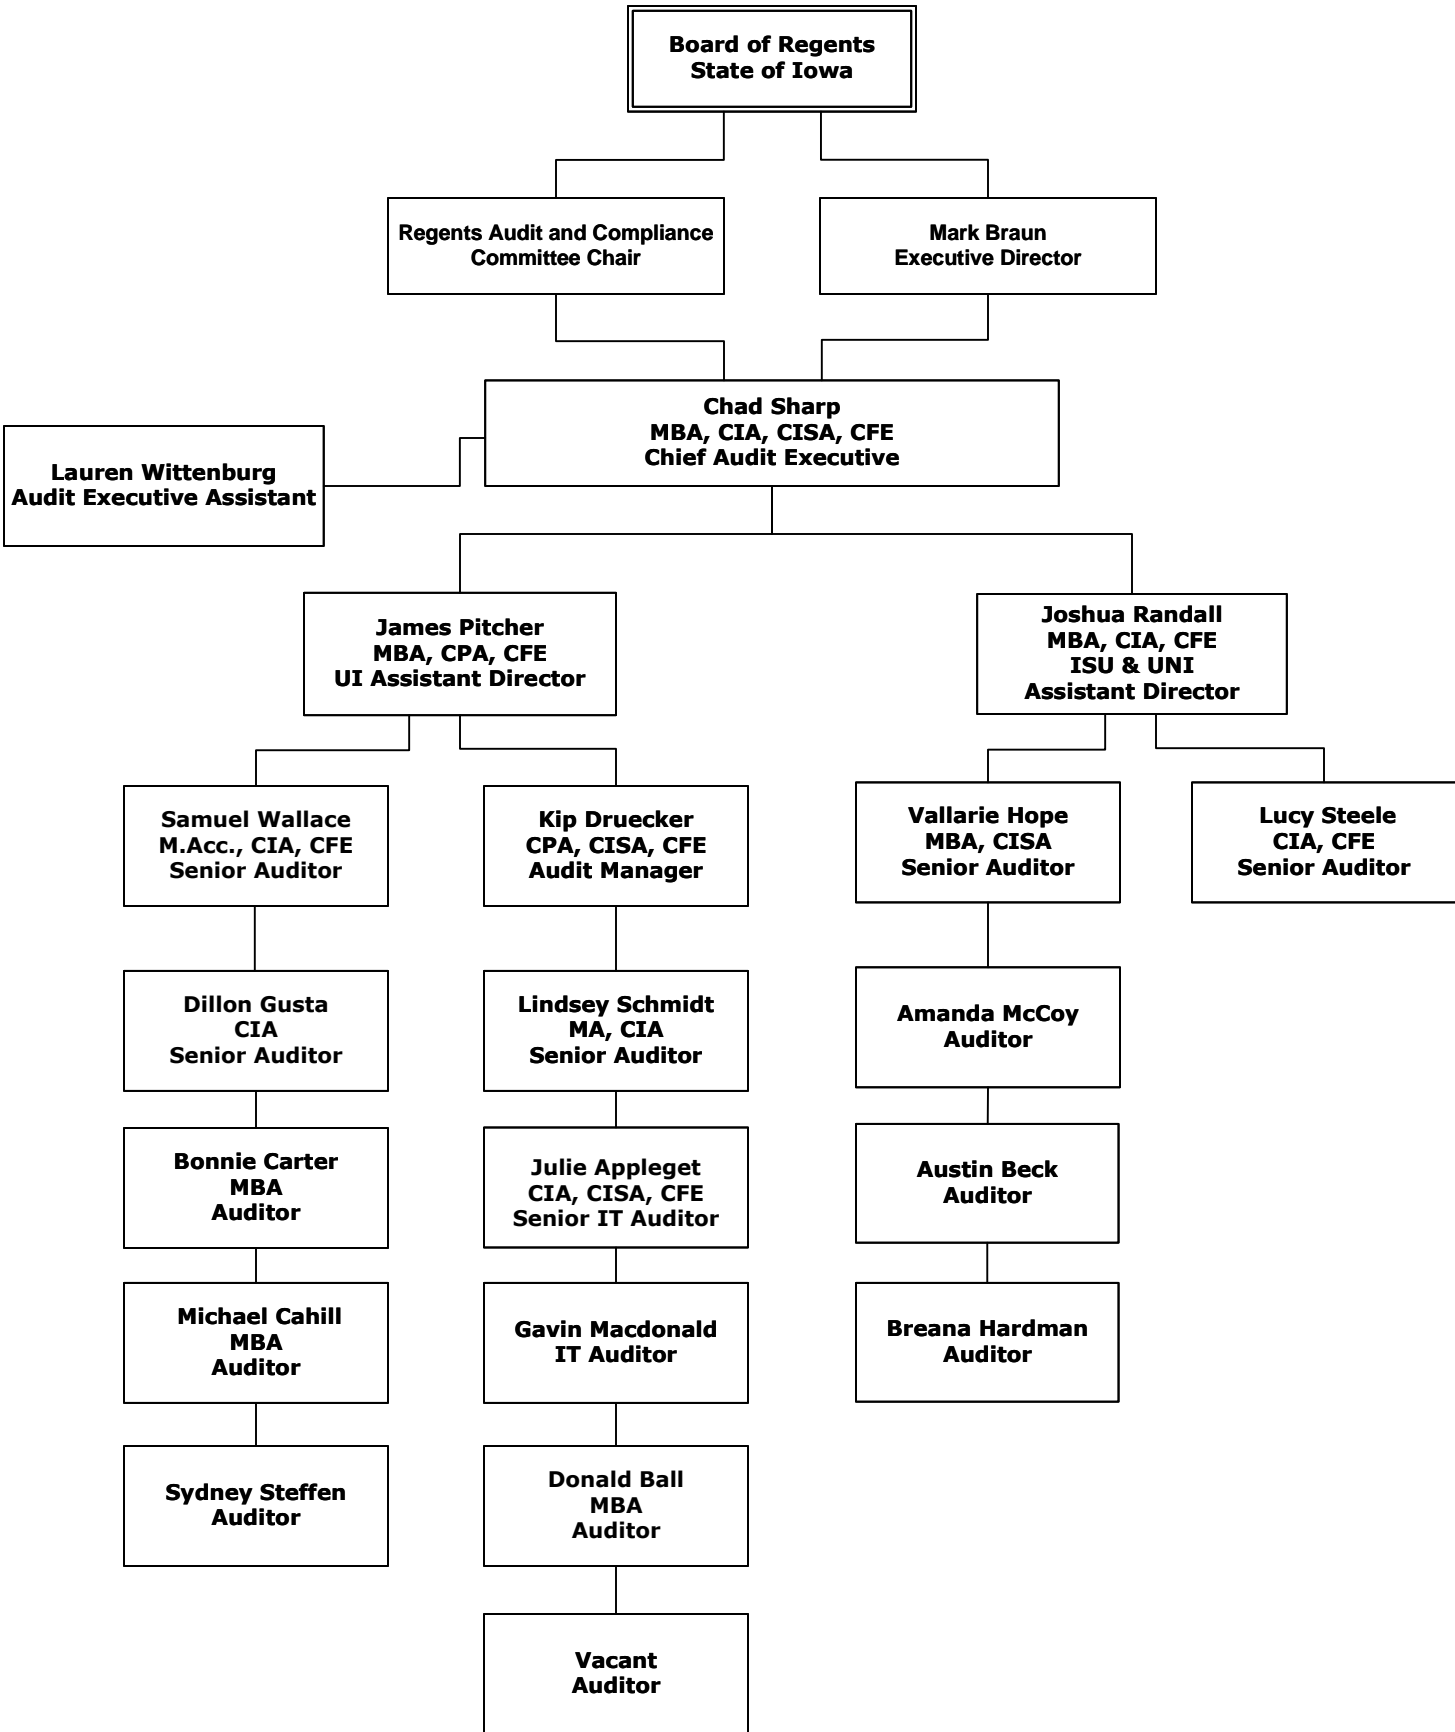 Board of Regents
State of Iowa
Regents Audit and Compliance
Committee Chair
Mark Braun
Executive Director
Chad Sharp
MBA, CIA, CISA, CFE
Chief Audit Executive
Lauren Wittenburg
Audit Executive Assistant
James Pitcher
MBA, CPA, CFE
UI Assistant Director
Joshua Randall
MBA, CIA, CFE
ISU & UNI
Assistant Director
Samuel Wallace
M.Acc., CIA, CFE
Senior Auditor
Kip Druecker
CPA, CISA, CFE
Audit Manager
Vallarie Hope
MBA, CISA
Senior Auditor
Lucy Steele
CIA, CFE
Senior Auditor
Dillon Gusta
CIA
Senior Auditor
Lindsey Schmidt
MA, CIA
Senior Auditor
Amanda McCoy
Auditor
Bonnie Carter
MBA
Auditor
Julie Appleget
CIA, CISA, CFE
Senior IT Auditor
Austin Beck
Auditor
Michael Cahill
MBA
Auditor
Gavin Macdonald
IT Auditor
Breana Hardman
Auditor
Sydney Steffen
Auditor
Donald Ball
MBA
Auditor
Vacant
Auditor